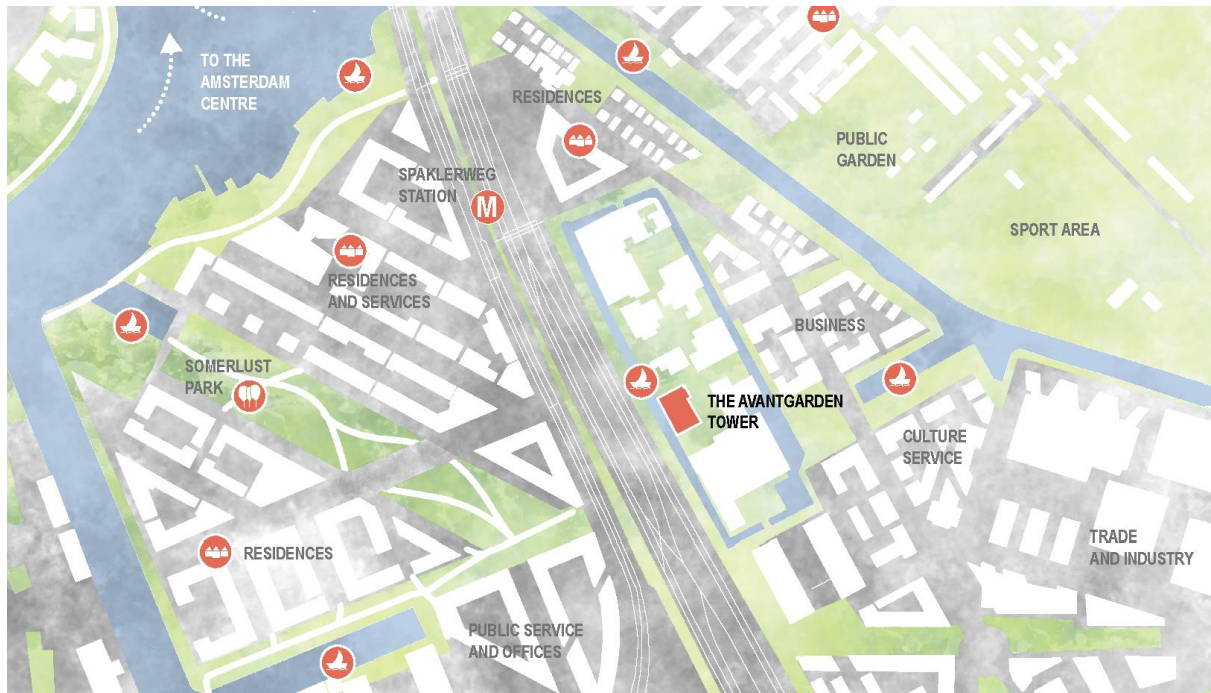 TO THE
AMSTERDAM
CENTRE
RESIDENCES
PUBLIC
GARDEN
SPAKLERWEG
STATION
M
SPORT AREA
RESIDENCES
AND SERVICES
BUSINESS
SOMERLUST
PARK
THE AVANTGARDEN
TOWER
CULTURE
SERVICE
TRADE
AND INDUSTRY
RESIDENCES
PUBLIC SERVICE
AND OFFICES